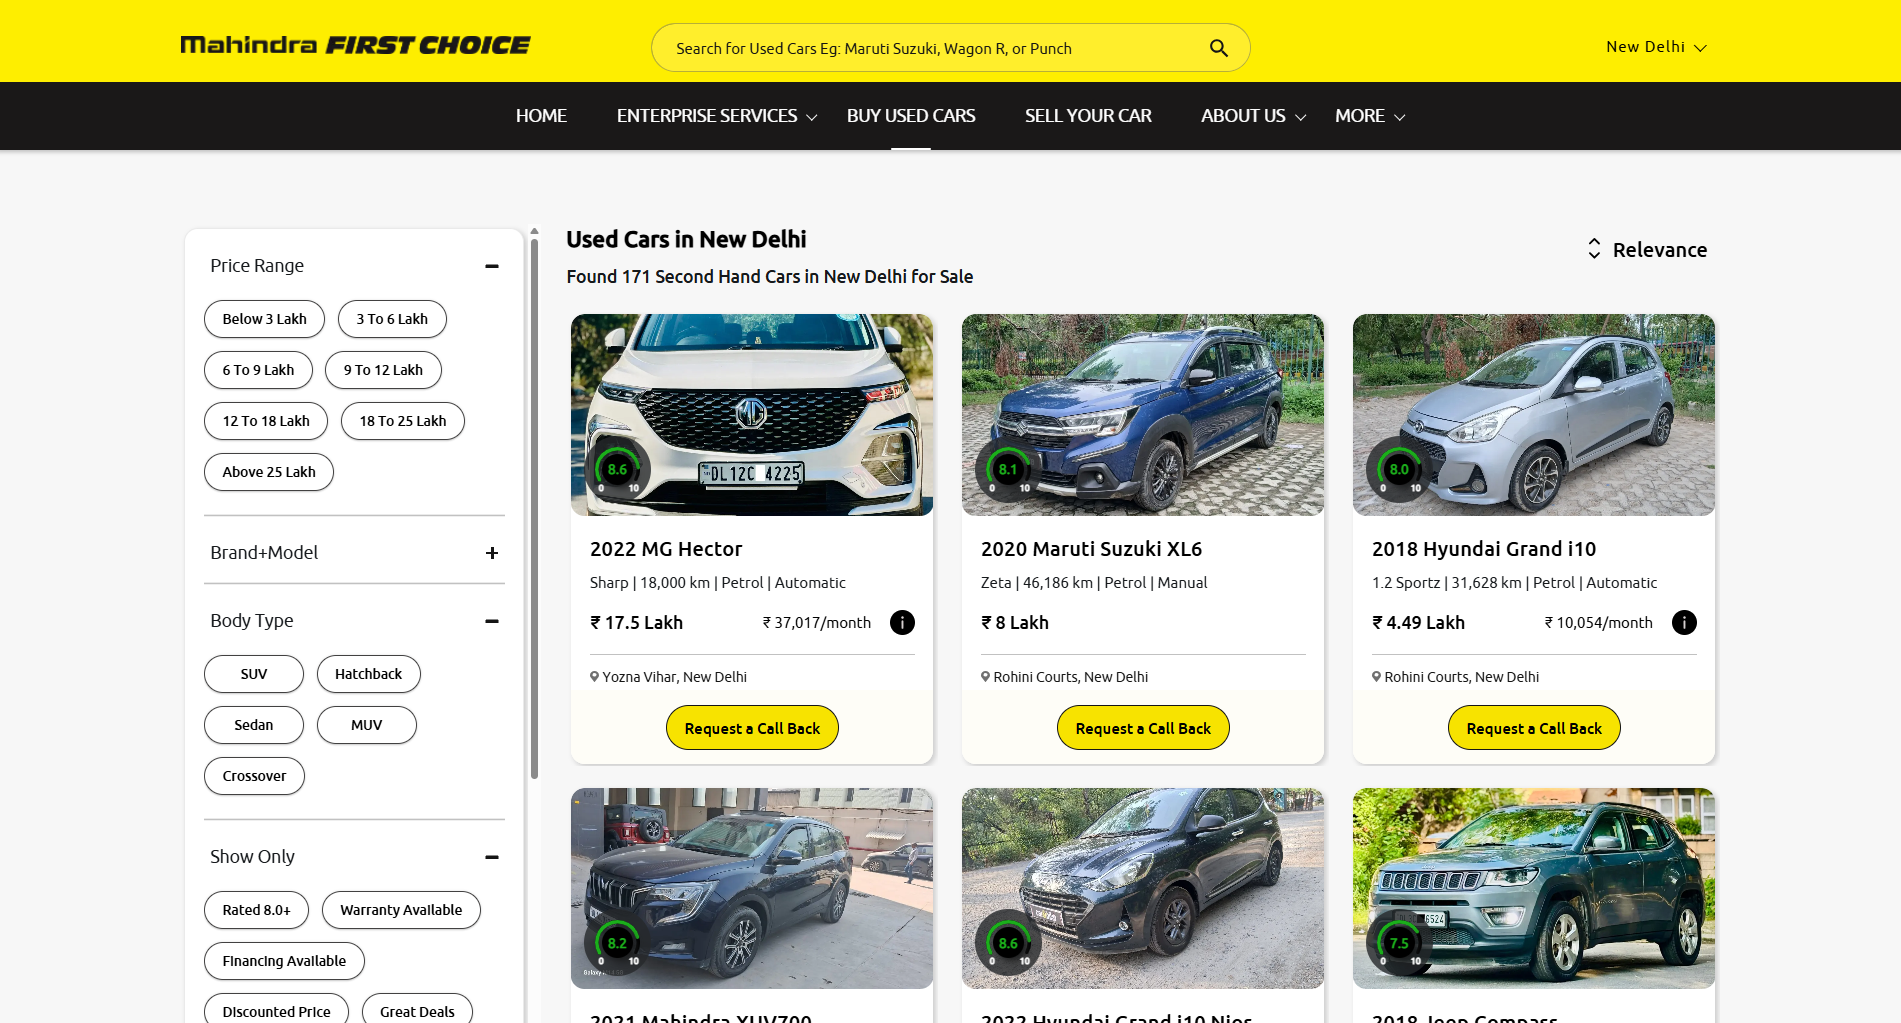 Mahindra FIRST CHOICE
Search for Used Cars Eg: Maruti Suzuki, Wagon R, or Punch
New Delhi
HOME
ENTERPRISE SERVICES
BUY USED CARS
SELL YOUR CAR
ABOUT US
MORE
Price Range
Below 3 Lakh
3 To 6 Lakh
6 To 9 Lakh
9 To 12 Lakh
12 To 18 Lakh
18 To 25 Lakh
Above 25 Lakh
Brand+Model
Body Type
SUV
Hatchback
Sedan
MUV
Crossover
Show Only
Rated 8.0+
Warranty Available
Financing Available
Discounted Price
Great Deals
Used Cars in New Delhi
Found 171 Second Hand Cars in New Delhi for Sale
Relevance
DL12C 4225
8.6
0 10
2022 MG Hector
Sharp | 18,000 km | Petrol | Automatic
₹ 17.5 Lakh
₹ 37,017/month
Yozna Vihar, New Delhi
Request a Call Back
8.1
0 10
2020 Maruti Suzuki XL6
Zeta | 46,186 km | Petrol | Manual
₹ 8 Lakh
Rohini Courts, New Delhi
Request a Call Back
8.0
0 10
2018 Hyundai Grand i10
1.2 Sportz | 31,628 km | Petrol | Automatic
₹ 4.49 Lakh
₹ 10,054/month
Rohini Courts, New Delhi
Request a Call Back
8.2
0 10
2021 Mahindra XUV700
8.6
0 10
2022 Hyundai Grand i10 Nios
6524
7.5
0 10
2018 Jeep Compass